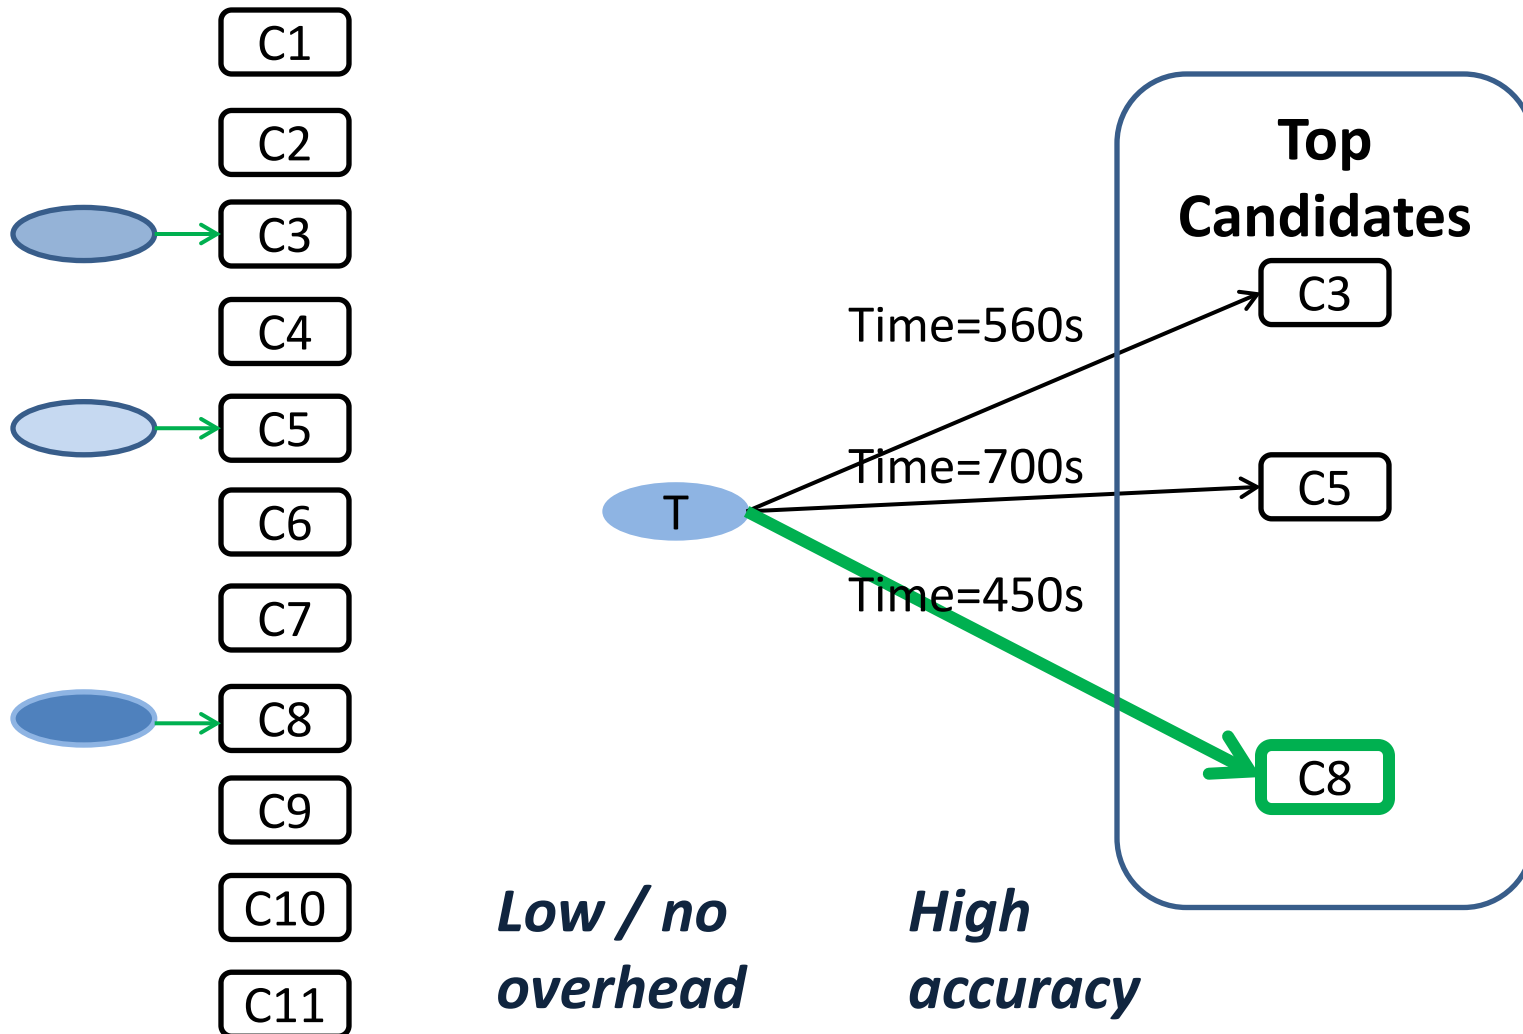 C1
C2
C3
C4
C5
C6
C7
C8
C9
C10
C11
T
Time=560s
Time=700s
Time=450s
Top
Candidates
C3
C5
C8
Low / no
overhead
High
accuracy